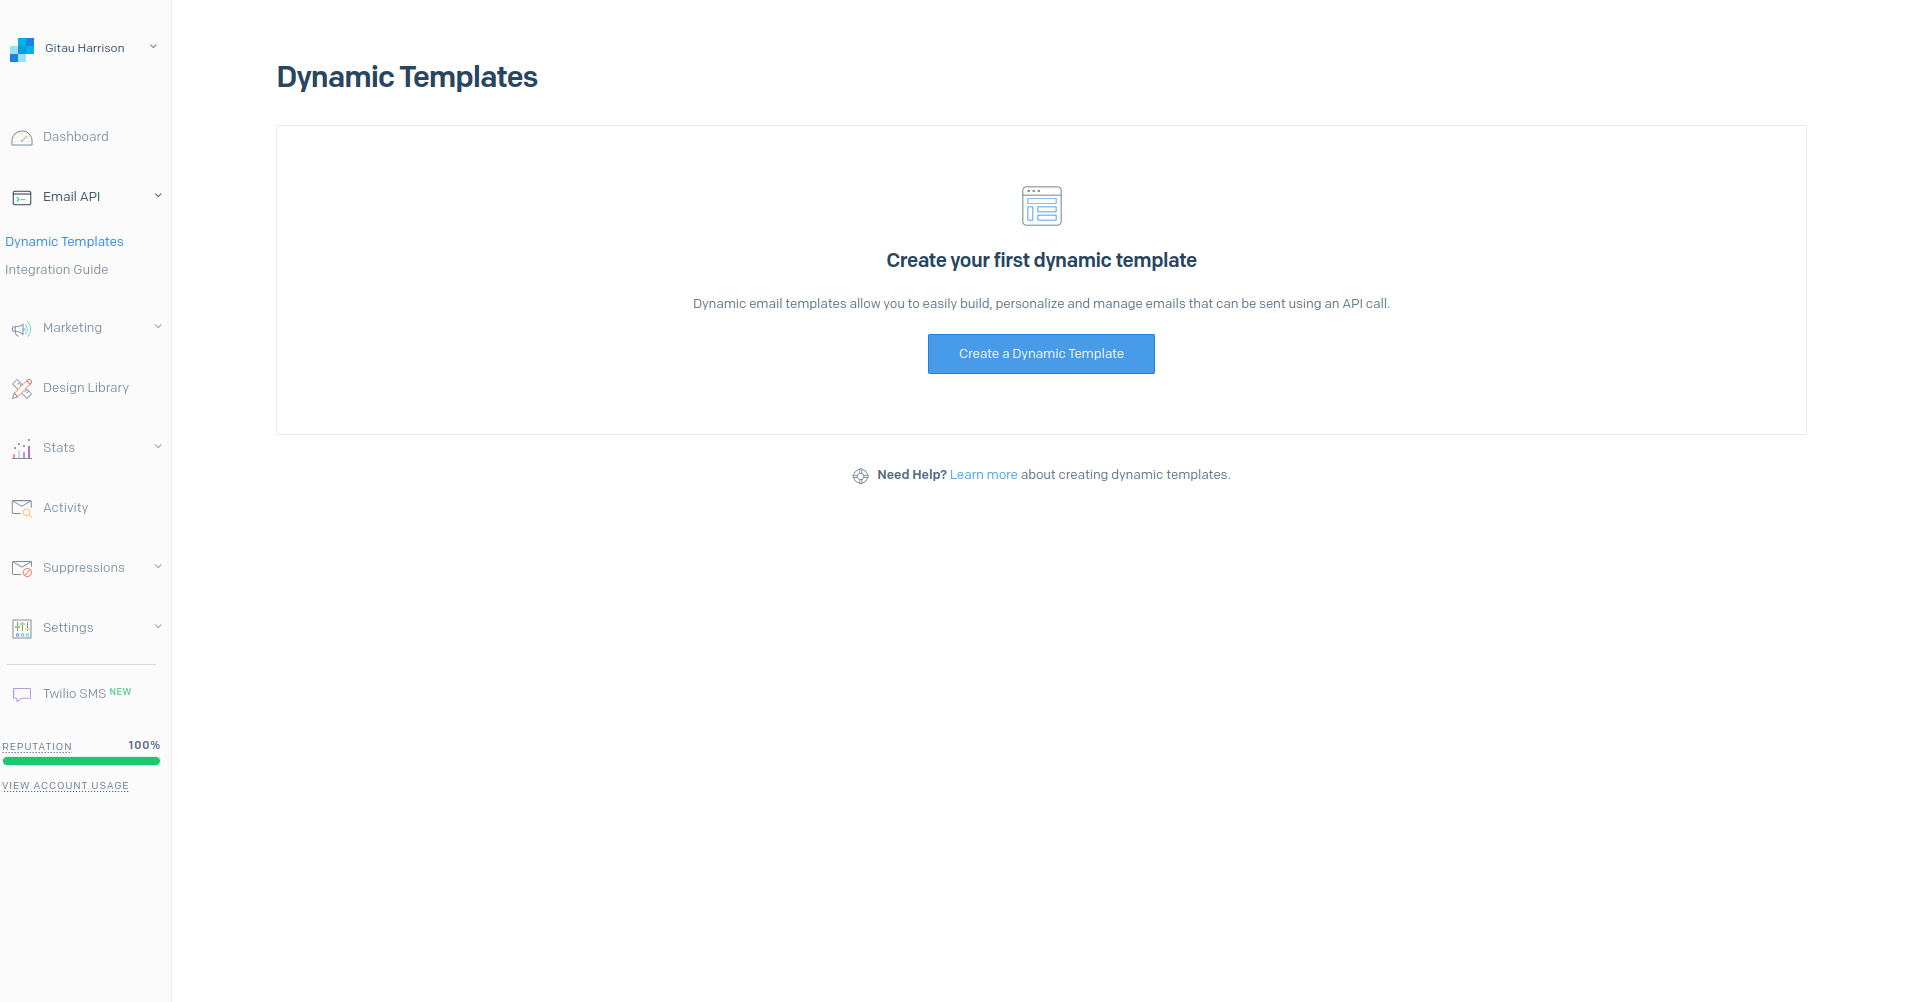 Gitau Harrison
Dashboard
Email API
Dynamic Templates
Integration Guide
Marketing
Design Library
Stats
Activity
Suppressions
Settings
Twilio SMS NEW
REPUTATION 100%
VIEW ACCOUNT USAGE
Dynamic Templates
Create your first dynamic template
Dynamic email templates allow you to easily build, personalize and manage emails that can be sent using an API call.
Create a Dynamic Template
Need Help? Learn more about creating dynamic templates.